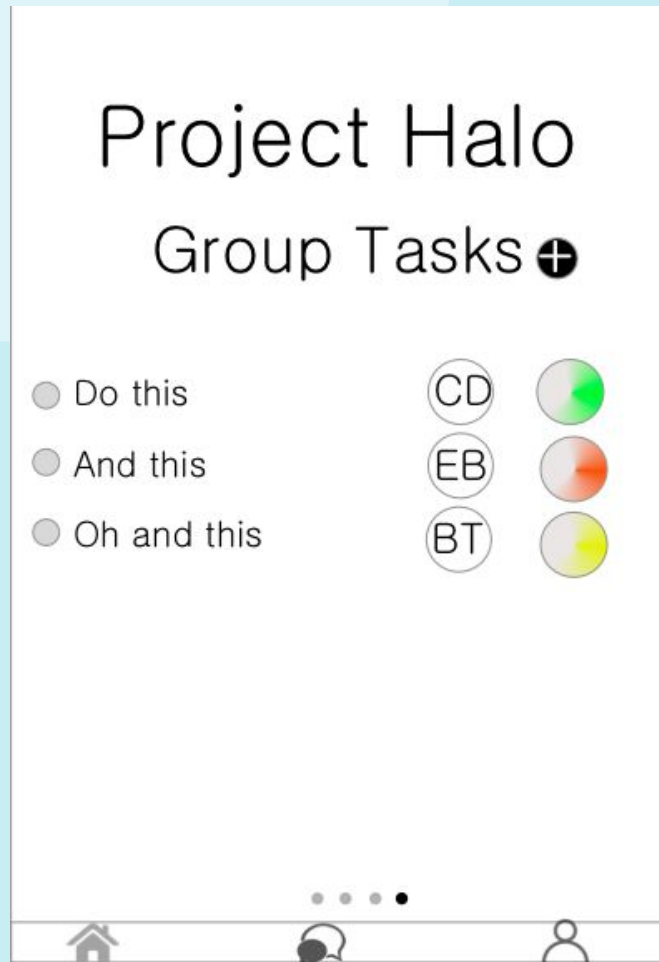 Project Halo
Group Tasks
Do this CD
And this EB
Oh and this BT